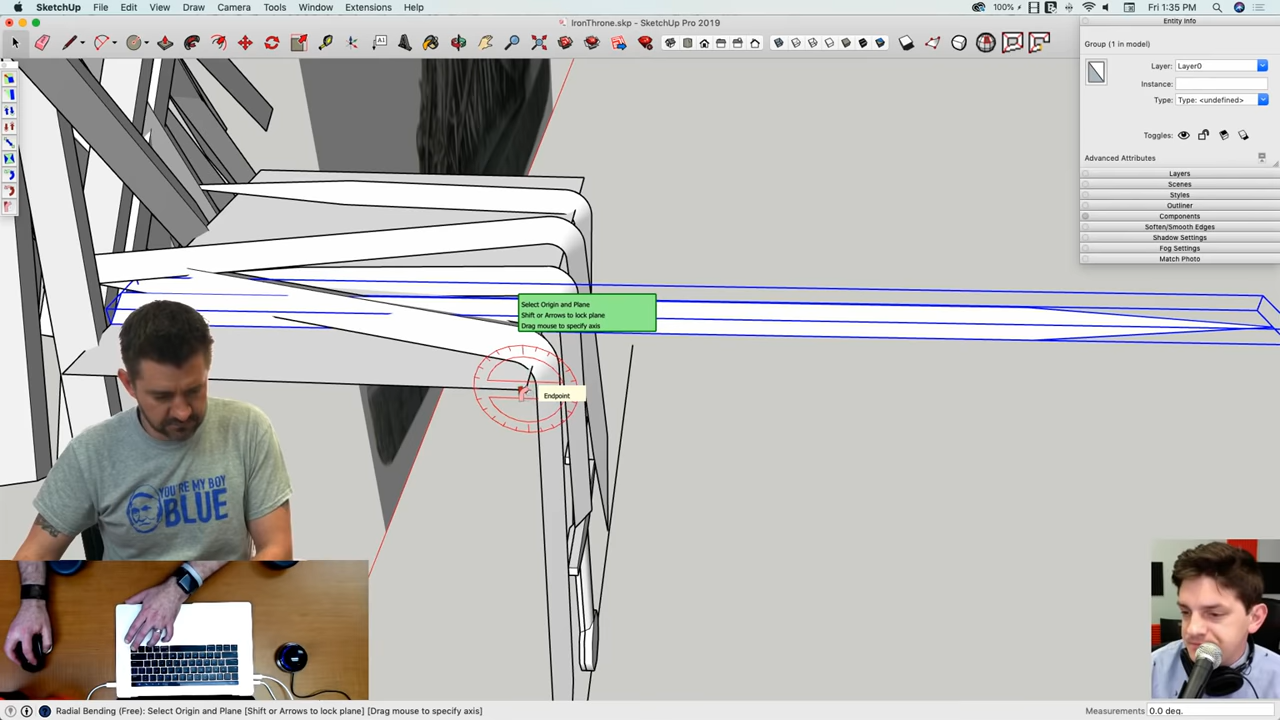 SketchUp File Edit View Draw Camera Tools Window Extensions Help
100% Fri 1:35 PM
IronThrone.skp - SketchUp Pro 2019
Entity Info
Group (1 in model)
Layer: Layer0
Instance:
Type: Type: <undefined>
Toggles:
Advanced Attributes
Layers
Scenes
Styles
Outliner
Components
Soften/Smooth Edges
Shadow Settings
Fog Settings
Match Photo
Select Origin and Plane
Shift or Arrows to lock plane
Drag mouse to specify axis
Endpoint
YOU'RE MY BOY
BLUE
Radial Bending (Free): Select Origin and Plane [Shift or Arrows to lock plane] [Drag mouse to specify axis]
Measurements 0.0 deg.